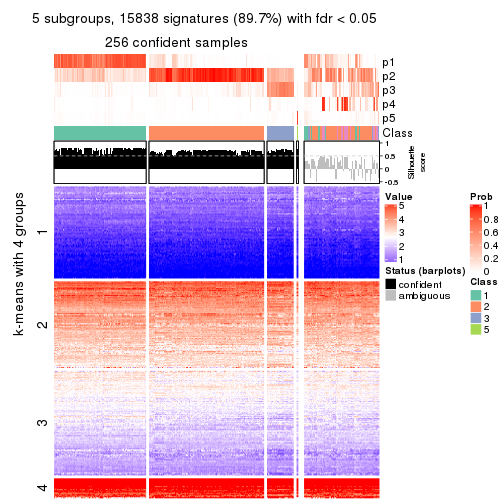 5 subgroups, 15838 signatures (89.7%) with fdr < 0.05
256 confident samples
p1
p2
p3
p4
p5
Class
1
0.5
0
-0.5
Silhouette
score
k-means with 4 groups
1
2
3
4
Value
5
4
3
2
1
Status (barplots)
confident
ambiguous
Prob
1
0.8
0.6
0.4
0.2
0
Class
1
2
3
5